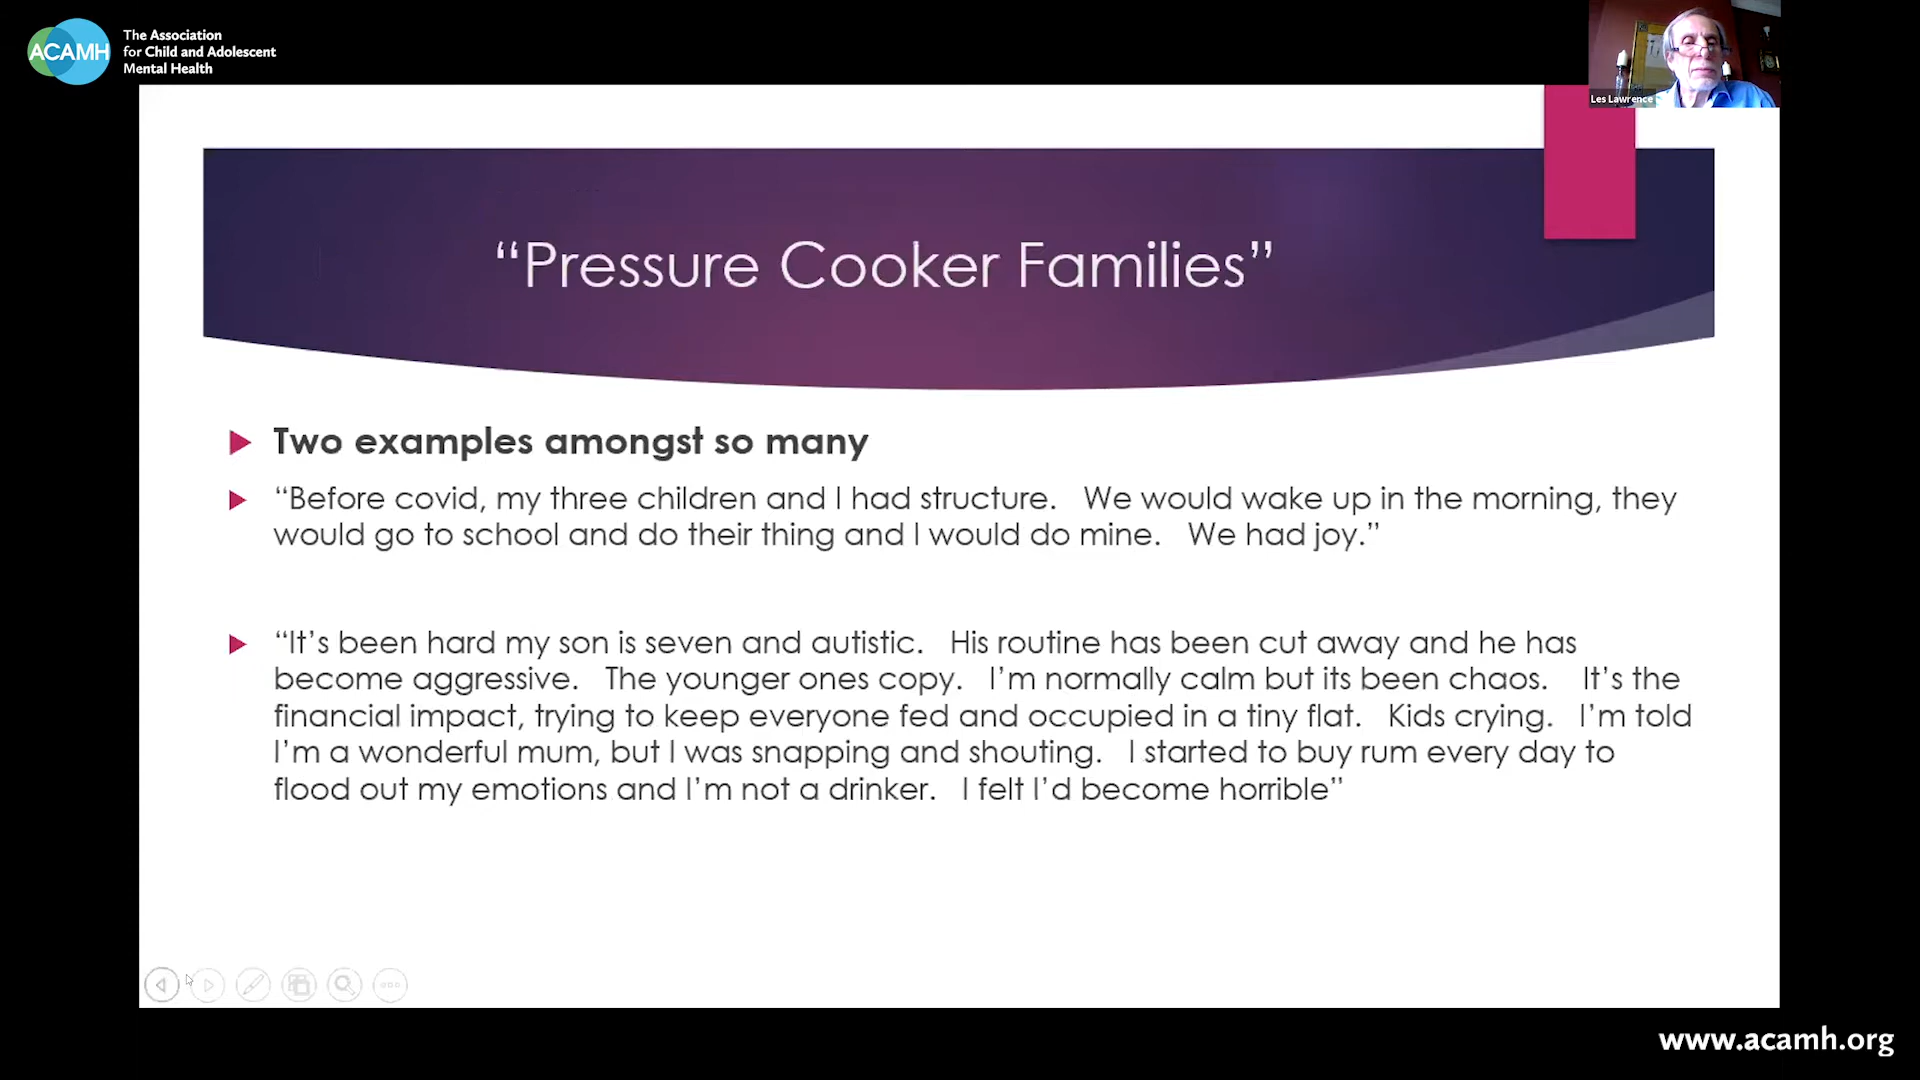 ACAMH
The Association
for Child and Adolescent
Mental Health
Les Lawrence
“Pressure Cooker Families”
Two examples amongst so many
“Before covid, my three children and I had structure.   We would wake up in the morning, they
would go to school and do their thing and I would do mine.   We had joy.”
“It’s been hard my son is seven and autistic.   His routine has been cut away and he has
become aggressive.   The younger ones copy.   I’m normally calm but its been chaos.    It’s the
financial impact, trying to keep everyone fed and occupied in a tiny flat.   Kids crying.   I’m told
I’m a wonderful mum, but I was snapping and shouting.   I started to buy rum every day to
flood out my emotions and I’m not a drinker.   I felt I’d become horrible”
www.acamh.org